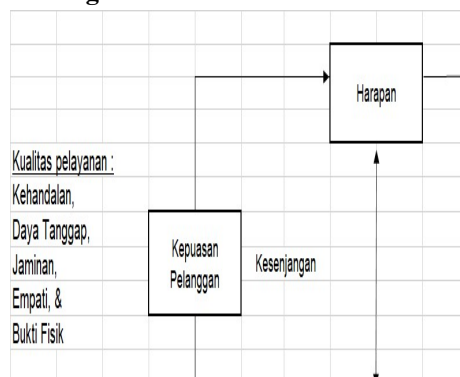 Harapan
Kualitas pelayanan :
Kehandalan,
Daya Tanggap,
Jaminan,
Empati, &
Bukti Fisik
Kepuasan
Pelanggan
Kesenjangan